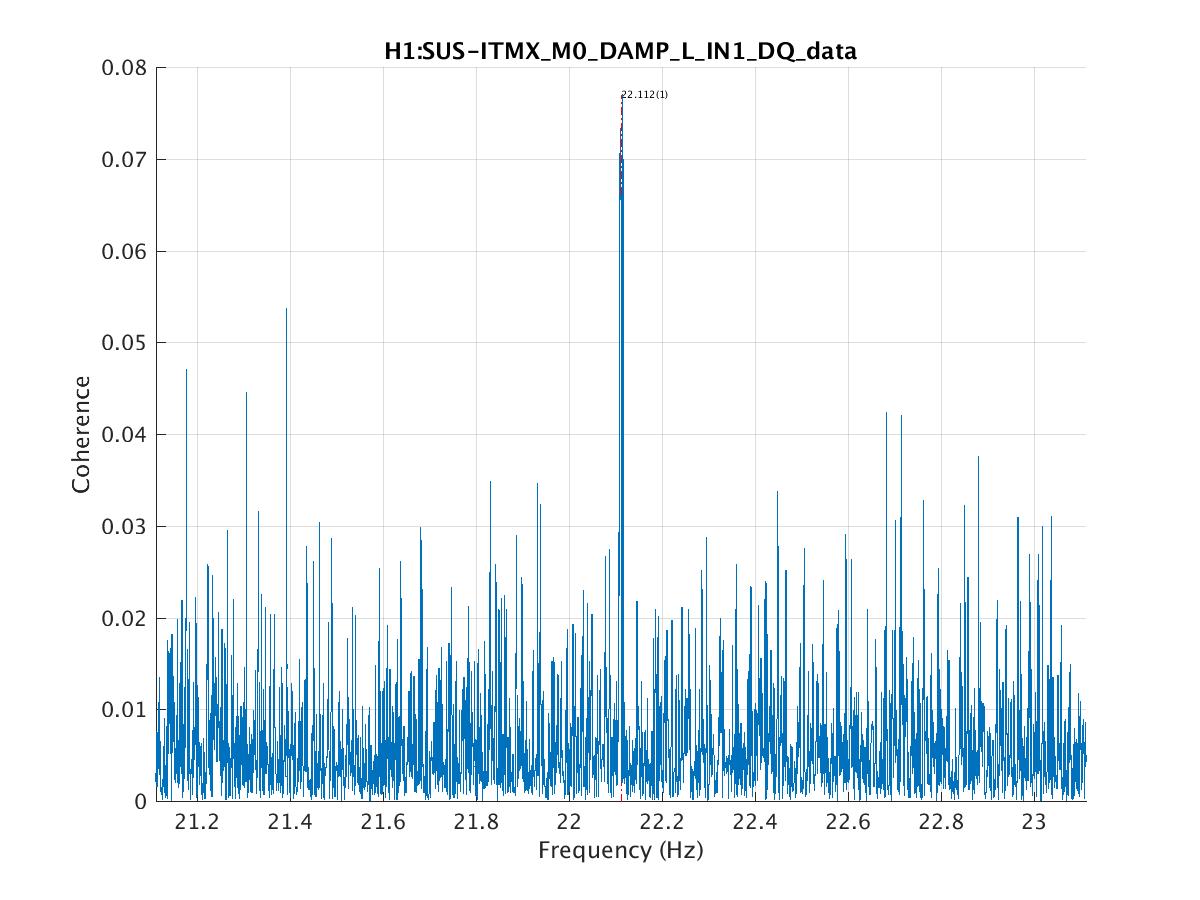 H1:SUS-ITMX_M0_DAMP_L_IN1_DQ_data
0.08
22.112(1)
0.07
0.06
0.05
0.04
0.03
0.02
0.01
0
Coherence
21.2 21.4 21.6 21.8 22 22.2 22.4 22.6 22.8 23
Frequency (Hz)